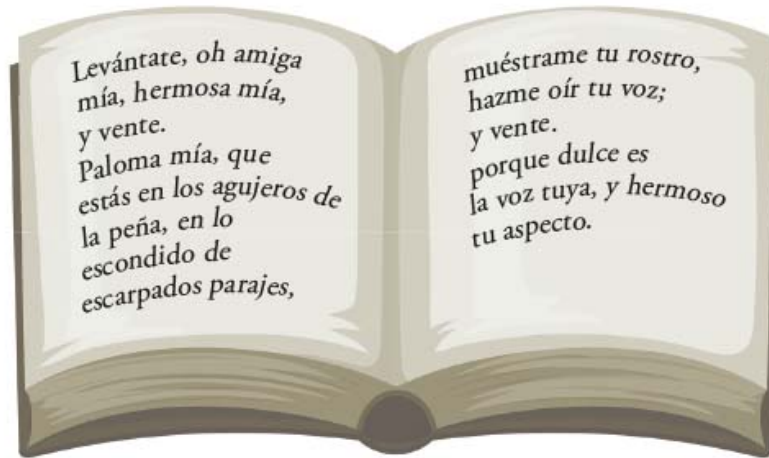 Levántate, oh amiga
mía, hermosa mía,
y vente.
Paloma mía, que
estás en los agujeros de
la peña, en lo
escondido de
escarpados parajes,
muéstrame tu rostro,
hazme oír tu voz;
y vente.
porque dulce es
la voz tuya, y hermoso
tu aspecto.